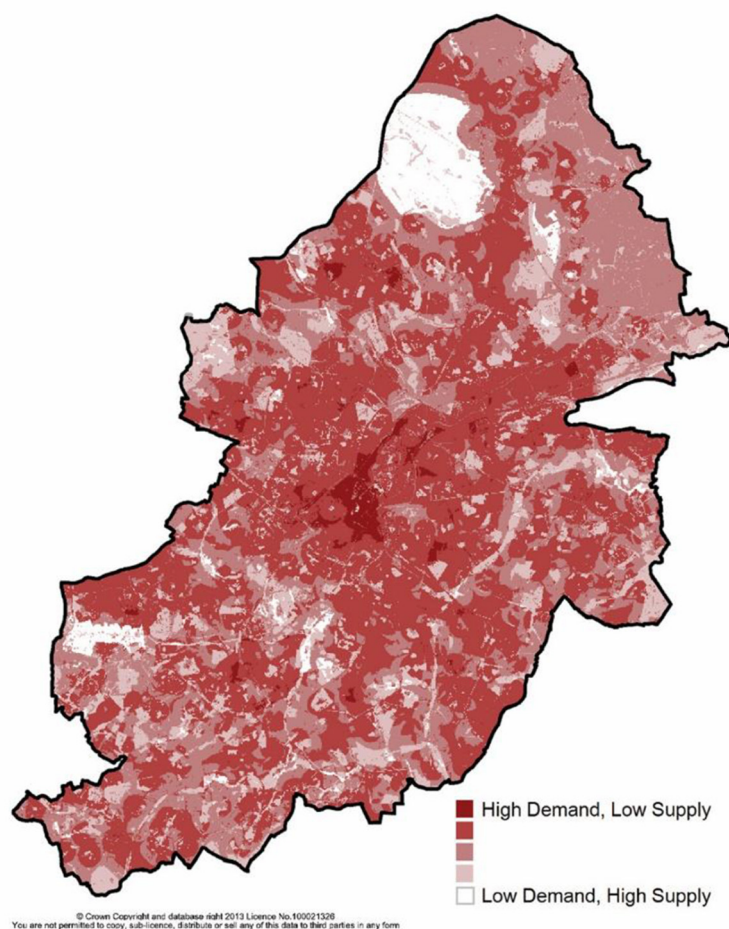 High Demand, Low Supply
Low Demand, High Supply
© Crown Copyright and database right 2013 Licence No.100021326
You are not permitted to copy, sub-licence, distribute or sell any of this data to third parties in any form